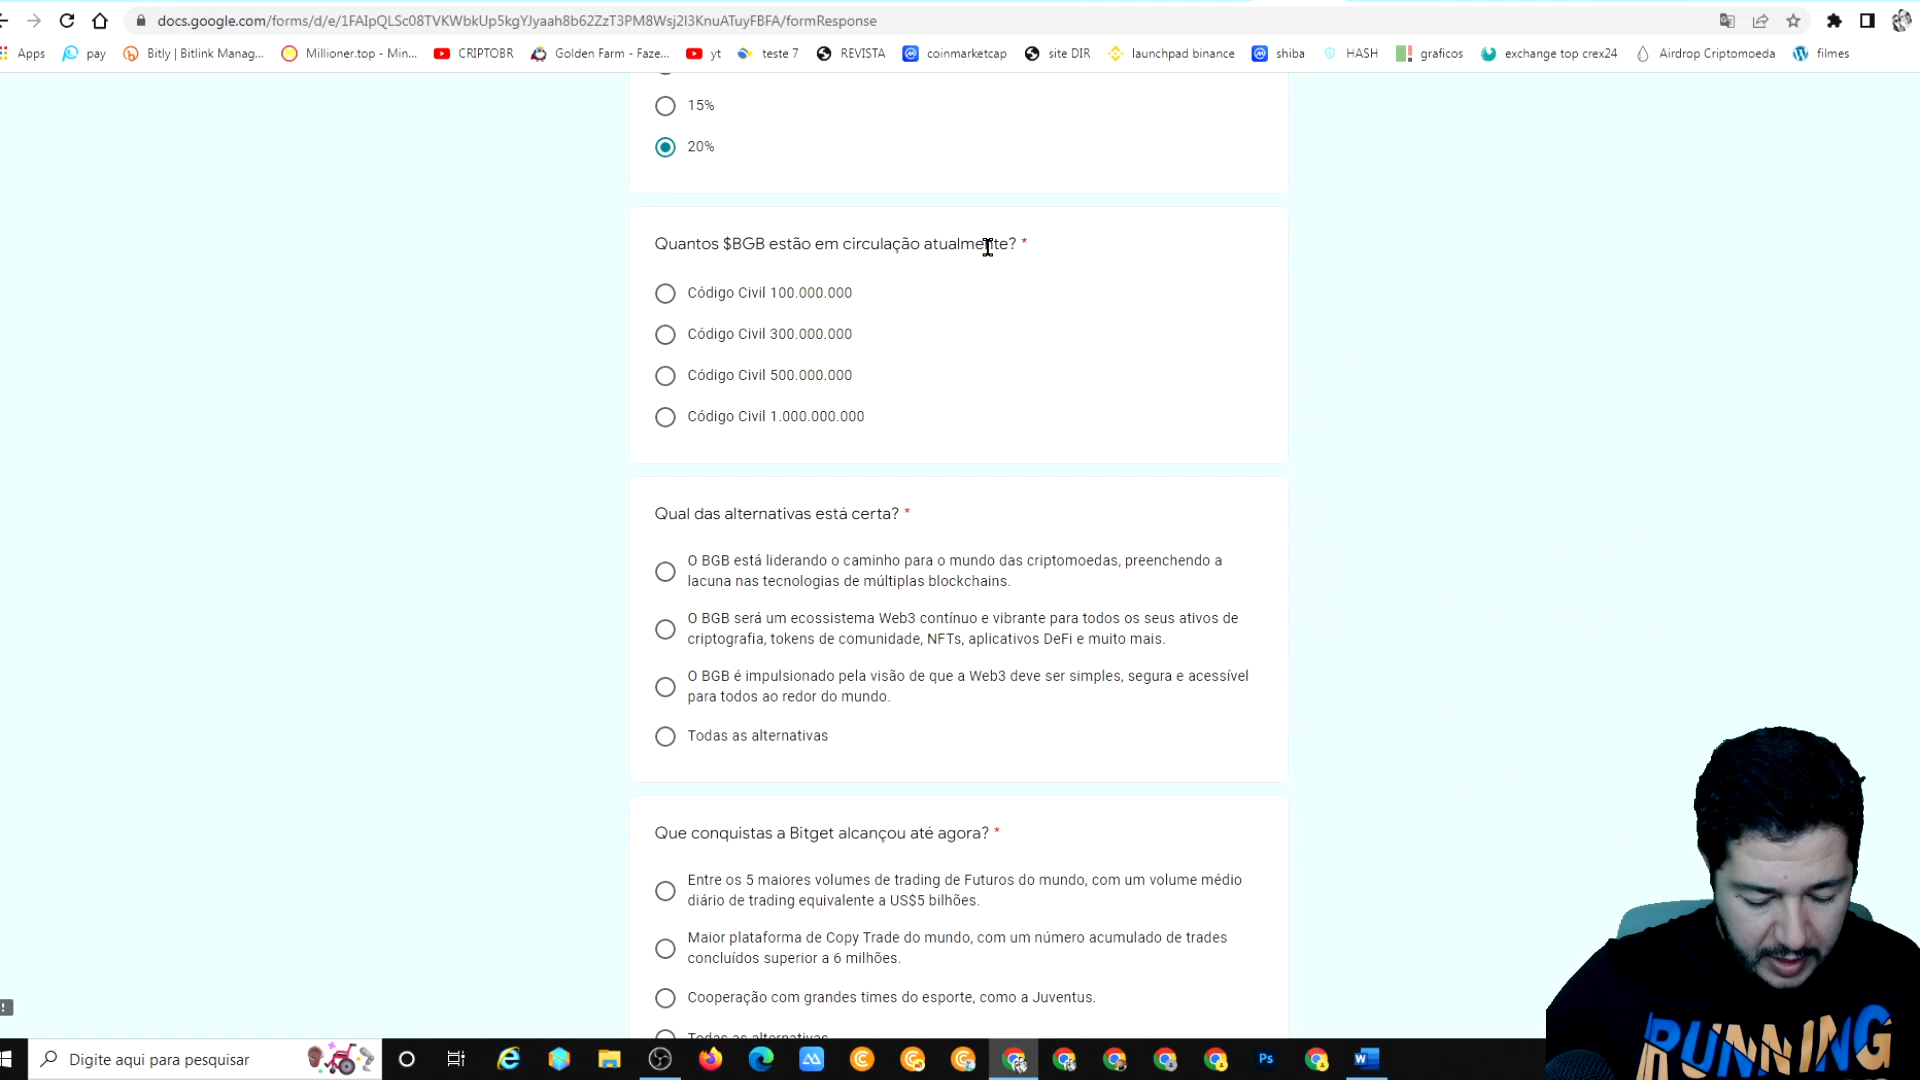 docs.google.com/forms/d/e/1FAIpQLSc08TVKWbkUp5kgYJyaah8b62ZzT3PM8Wsj2I3KnuATuyFBFA/formResponse
Apps pay Bitly | Bitlink Manag... Millioner.top - Min... CRIPTOBR Golden Farm - Faze... yt teste 7 REVISTA coinmarketcap site DIR launchpad binance shiba HASH graficos exchange top crex24 Airdrop Criptomoeda filmes
15%
20%
Quantos $BGB estão em circulação atualmente? *
Código Civil 100.000.000
Código Civil 300.000.000
Código Civil 500.000.000
Código Civil 1.000.000.000
Qual das alternativas está certa? *
O BGB está liderando o caminho para o mundo das criptomoedas, preenchendo a
lacuna nas tecnologias de múltiplas blockchains.
O BGB será um ecossistema Web3 contínuo e vibrante para todos os seus ativos de
criptografia, tokens de comunidade, NFTs, aplicativos DeFi e muito mais.
O BGB é impulsionado pela visão de que a Web3 deve ser simples, segura e acessível
para todos ao redor do mundo.
Todas as alternativas
Que conquistas a Bitget alcançou até agora? *
Entre os 5 maiores volumes de trading de Futuros do mundo, com um volume médio
diário de trading equivalente a US$5 bilhões.
Maior plataforma de Copy Trade do mundo, com um número acumulado de trades
concluídos superior a 6 milhões.
Cooperação com grandes times do esporte, como a Juventus.
Todas as alternativas
RUNNING
Digite aqui para pesquisar
Ps